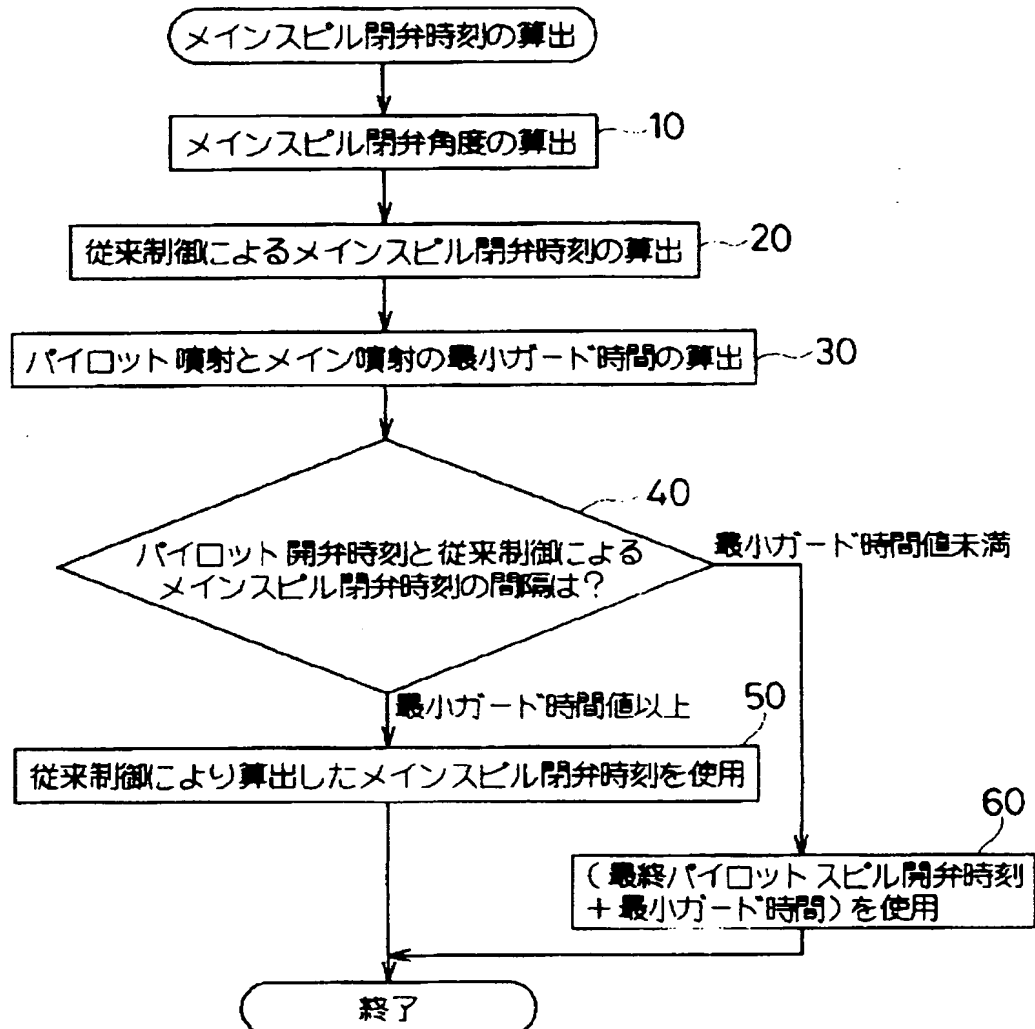 メインスピル閉弁時刻の算出
メインスピル閉弁角度の算出
10
従来制御によるメインスピル閉弁時刻の算出
20
パイロット噴射とメイン噴射の最小ガード時間の算出
30
40
パイロット開弁時刻と従来制御による
メインスピル閉弁時刻の間隔は?
最小ガード時間値未満
最小ガード時間値以上
50
従来制御により算出したメインスピル閉弁時刻を使用
60
(最終パイロットスピル開弁時刻
+最小ガード時間)を使用
終了